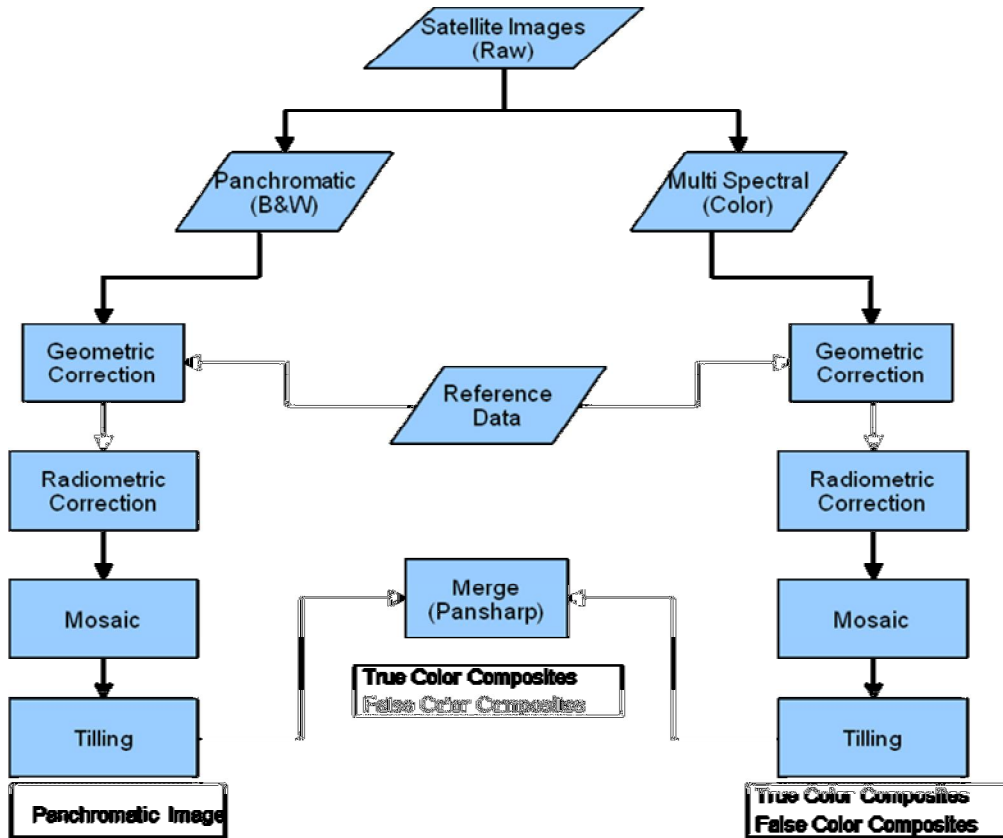 Satellite Images
(Raw)
Panchromatic
(B&W)
Multi Spectral
(Color)
Geometric
Correction
Reference
Data
Geometric
Correction
Radiometric
Correction
Radiometric
Correction
Mosaic
Merge
(Pansharp)
Mosaic
True Color Composites
False Color Composites
Tilling
Tilling
Panchromatic Image
True Color Composites
False Color Composites